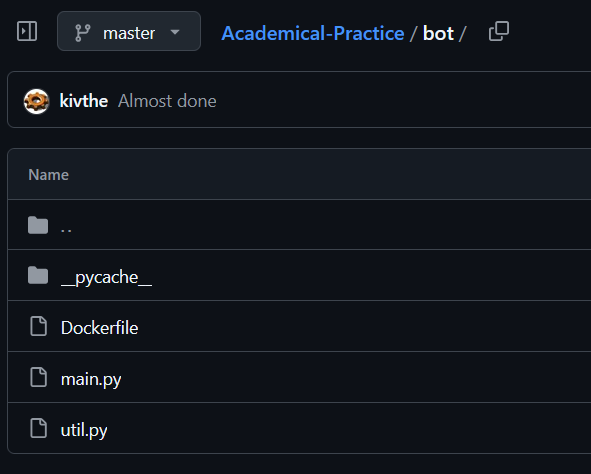 master Academical-Practice / bot /
kivthe Almost done
Name
..
__pycache__
Dockerfile
main.py
util.py